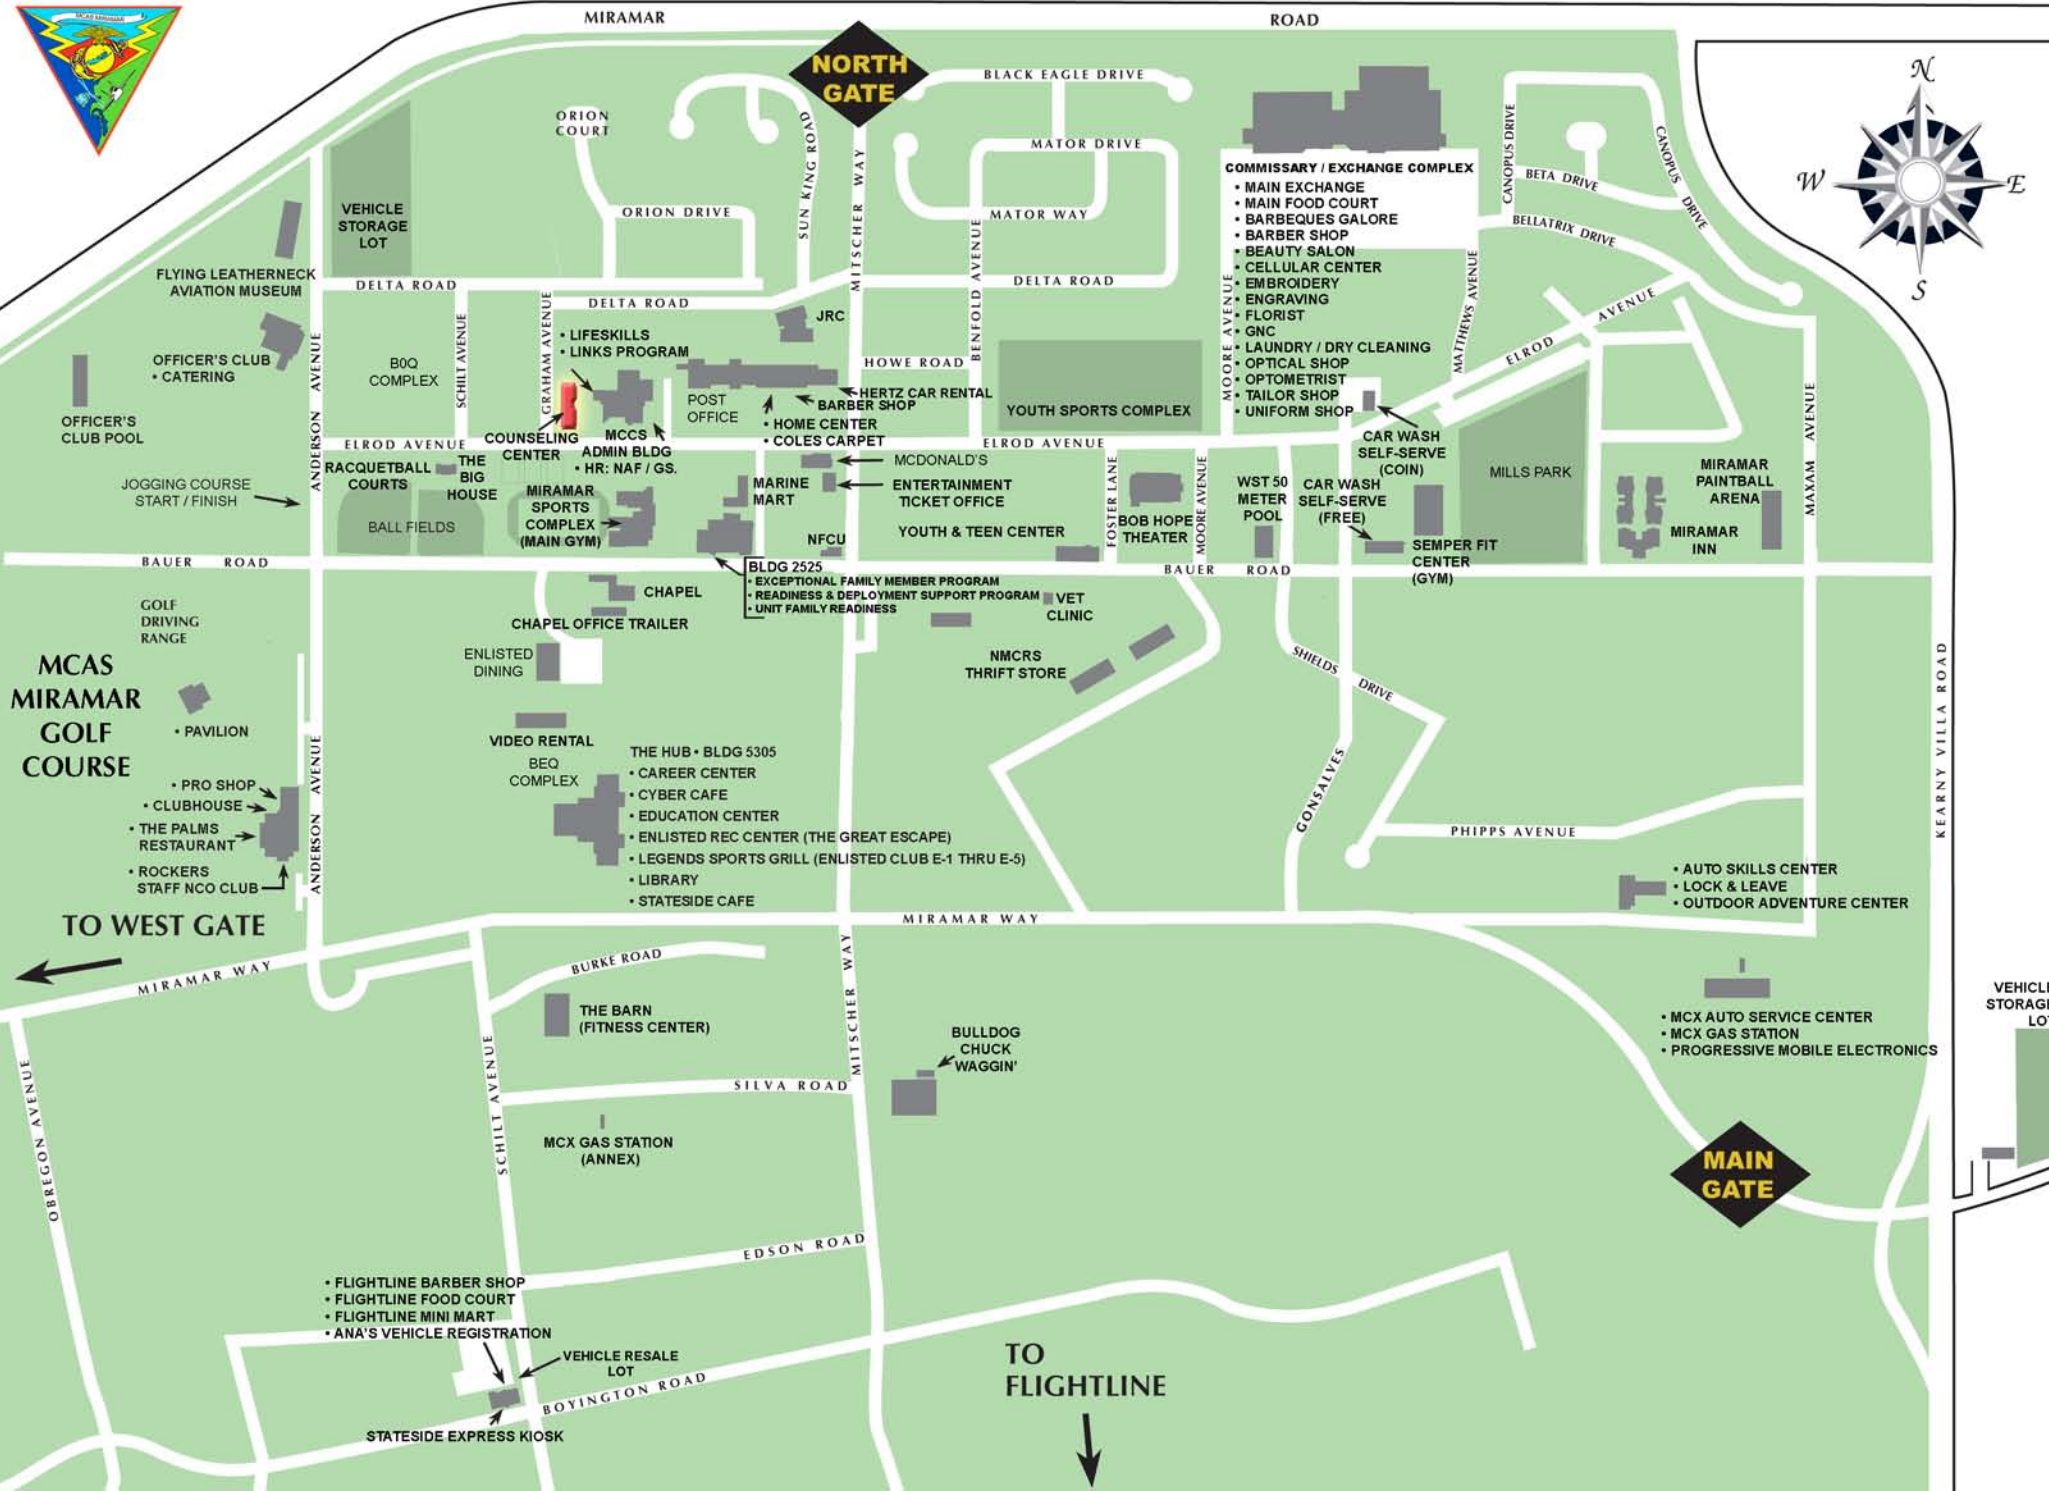 MCAS MIRAMAR
MIRAMAR ROAD
NORTH
GATE
N
W
E
S
BLACK EAGLE DRIVE
ORION
COURT
SUN KING ROAD
MITSCHER WAY
MATOR DRIVE
ORION DRIVE
MATOR WAY
CANOPUS DRIVE
CANOPUS DRIVE
BETA DRIVE
BELLATRIX DRIVE
COMMISSARY / EXCHANGE COMPLEX
• MAIN EXCHANGE
• MAIN FOOD COURT
• BARBEQUES GALORE
• BARBER SHOP
• BEAUTY SALON
• CELLULAR CENTER
• EMBROIDERY
• ENGRAVING
• FLORIST
• GNC
• LAUNDRY / DRY CLEANING
• OPTICAL SHOP
• OPTOMETRIST
• TAILOR SHOP
• UNIFORM SHOP
VEHICLE
STORAGE
LOT
FLYING LEATHERNECK
AVIATION MUSEUM
DELTA ROAD
DELTA ROAD
DELTA ROAD
BENFOLD AVENUE
MOORE AVENUE
MATTHEWS AVENUE
ELROD AVENUE
JRC
• LIFESKILLS
• LINKS PROGRAM
OFFICER'S CLUB
• CATERING
OFFICER'S
CLUB POOL
ANDERSON AVENUE
B0Q
COMPLEX
SCHILT AVENUE
GRAHAM AVENUE
HOWE ROAD
POST
OFFICE
HERTZ CAR RENTAL
BARBER SHOP
• HOME CENTER
• COLES CARPET
YOUTH SPORTS COMPLEX
ELROD AVENUE
ELROD AVENUE
COUNSELING
CENTER
MCCS
ADMIN BLDG
• HR: NAF / GS.
CAR WASH
SELF-SERVE
(COIN)
MARAM AVENUE
RACQUETBALL
COURTS
THE
BIG
HOUSE
JOGGING COURSE
START / FINISH
BALL FIELDS
MIRAMAR
SPORTS
COMPLEX
(MAIN GYM)
MARINE
MART
MCDONALD'S
ENTERTAINMENT
TICKET OFFICE
YOUTH & TEEN CENTER
NFCU
FOSTER LANE
BOB HOPE
THEATER
MOORE AVENUE
WST 50
METER
POOL
CAR WASH
SELF-SERVE
(FREE)
SEMPER FIT
CENTER
(GYM)
MILLS PARK
MIRAMAR
PAINTBALL
ARENA
MIRAMAR
INN
BAUER ROAD
BAUER ROAD
BLDG 2525
• EXCEPTIONAL FAMILY MEMBER PROGRAM
• READINESS & DEPLOYMENT SUPPORT PROGRAM
• UNIT FAMILY READINESS
CHAPEL
CHAPEL OFFICE TRAILER
VET
CLINIC
GOLF
DRIVING
RANGE
MCAS
MIRAMAR
GOLF
COURSE
ENLISTED
DINING
NMCRS
THRIFT STORE
SHIELDS DRIVE
KEARNY VILLA ROAD
• PAVILION
VIDEO RENTAL
BEQ
COMPLEX
ANDERSON AVENUE
THE HUB • BLDG 5305
• CAREER CENTER
• CYBER CAFE
• EDUCATION CENTER
• ENLISTED REC CENTER (THE GREAT ESCAPE)
• LEGENDS SPORTS GRILL (ENLISTED CLUB E-1 THRU E-5)
• LIBRARY
• STATESIDE CAFE
• PRO SHOP
• CLUBHOUSE
• THE PALMS
RESTAURANT
• ROCKERS
STAFF NCO CLUB
GONSALVES
PHIPPS AVENUE
• AUTO SKILLS CENTER
• LOCK & LEAVE
• OUTDOOR ADVENTURE CENTER
TO WEST GATE
MIRAMAR WAY
MIRAMAR WAY
BURKE ROAD
MITSCHER WAY
THE BARN
(FITNESS CENTER)
BULLDOG
CHUCK
WAGGIN'
• MCX AUTO SERVICE CENTER
• MCX GAS STATION
• PROGRESSIVE MOBILE ELECTRONICS
VEHICLE
STORAGE
LOT
OBREGON AVENUE
SCHILT AVENUE
SILVA ROAD
MCX GAS STATION
(ANNEX)
MAIN
GATE
EDSON ROAD
• FLIGHTLINE BARBER SHOP
• FLIGHTLINE FOOD COURT
• FLIGHTLINE MINI MART
• ANA'S VEHICLE REGISTRATION
VEHICLE RESALE
LOT
BOYINGTON ROAD
STATESIDE EXPRESS KIOSK
TO
FLIGHTLINE